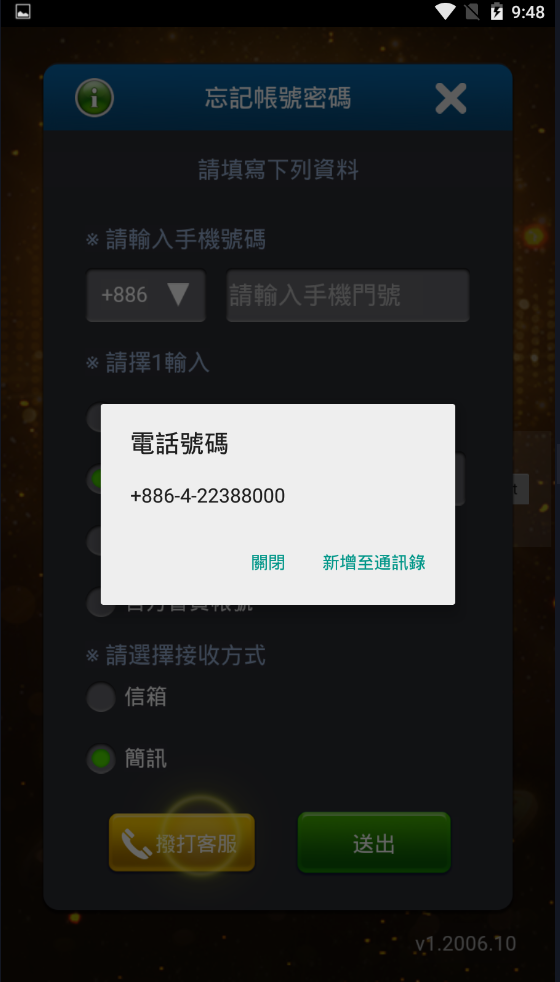 9:48
忘記帳號密碼
請填寫下列資料
※ 請輸入手機號碼
+886 ▼ 請輸入手機門號
※ 請擇1輸入
電話號碼
+886-4-22388000
關閉 新增至通訊錄
※ 請選擇接收方式
信箱
簡訊
撥打客服 送出
v1.2006.10